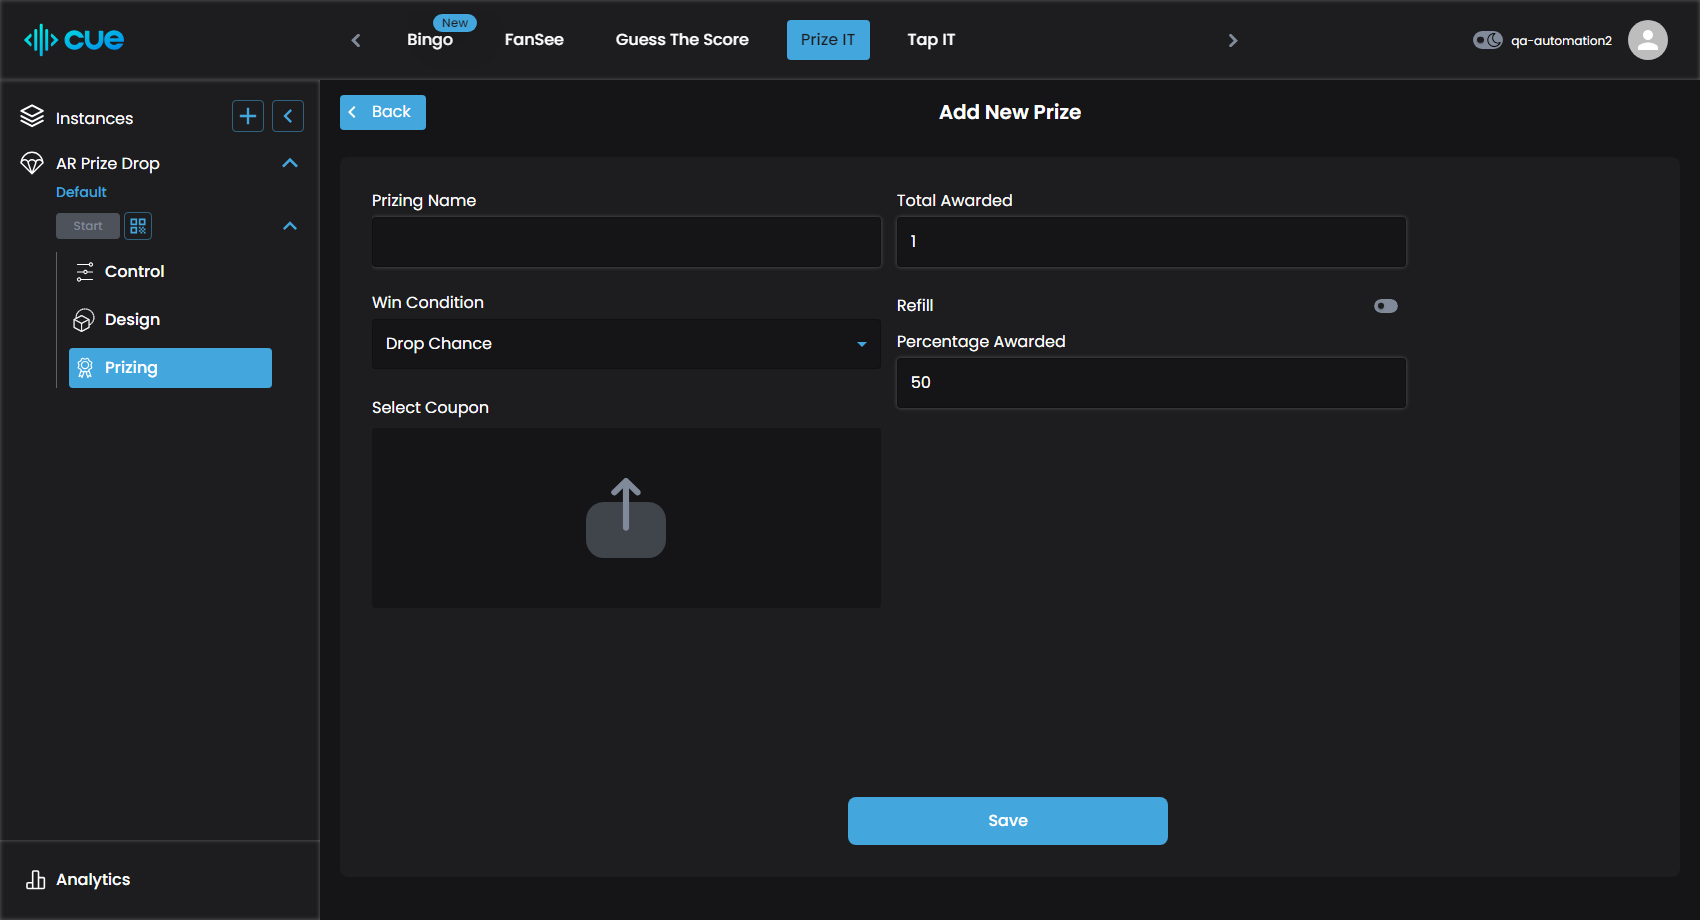 cue
New
Bingo
FanSee
Guess The Score
Prize IT
Tap IT
qa-automation2
Instances
AR Prize Drop
Default
Start
Control
Design
Prizing
Analytics
Back
Add New Prize
Prizing Name
Total Awarded
1
Win Condition
Drop Chance
Refill
Percentage Awarded
50
Select Coupon
Save